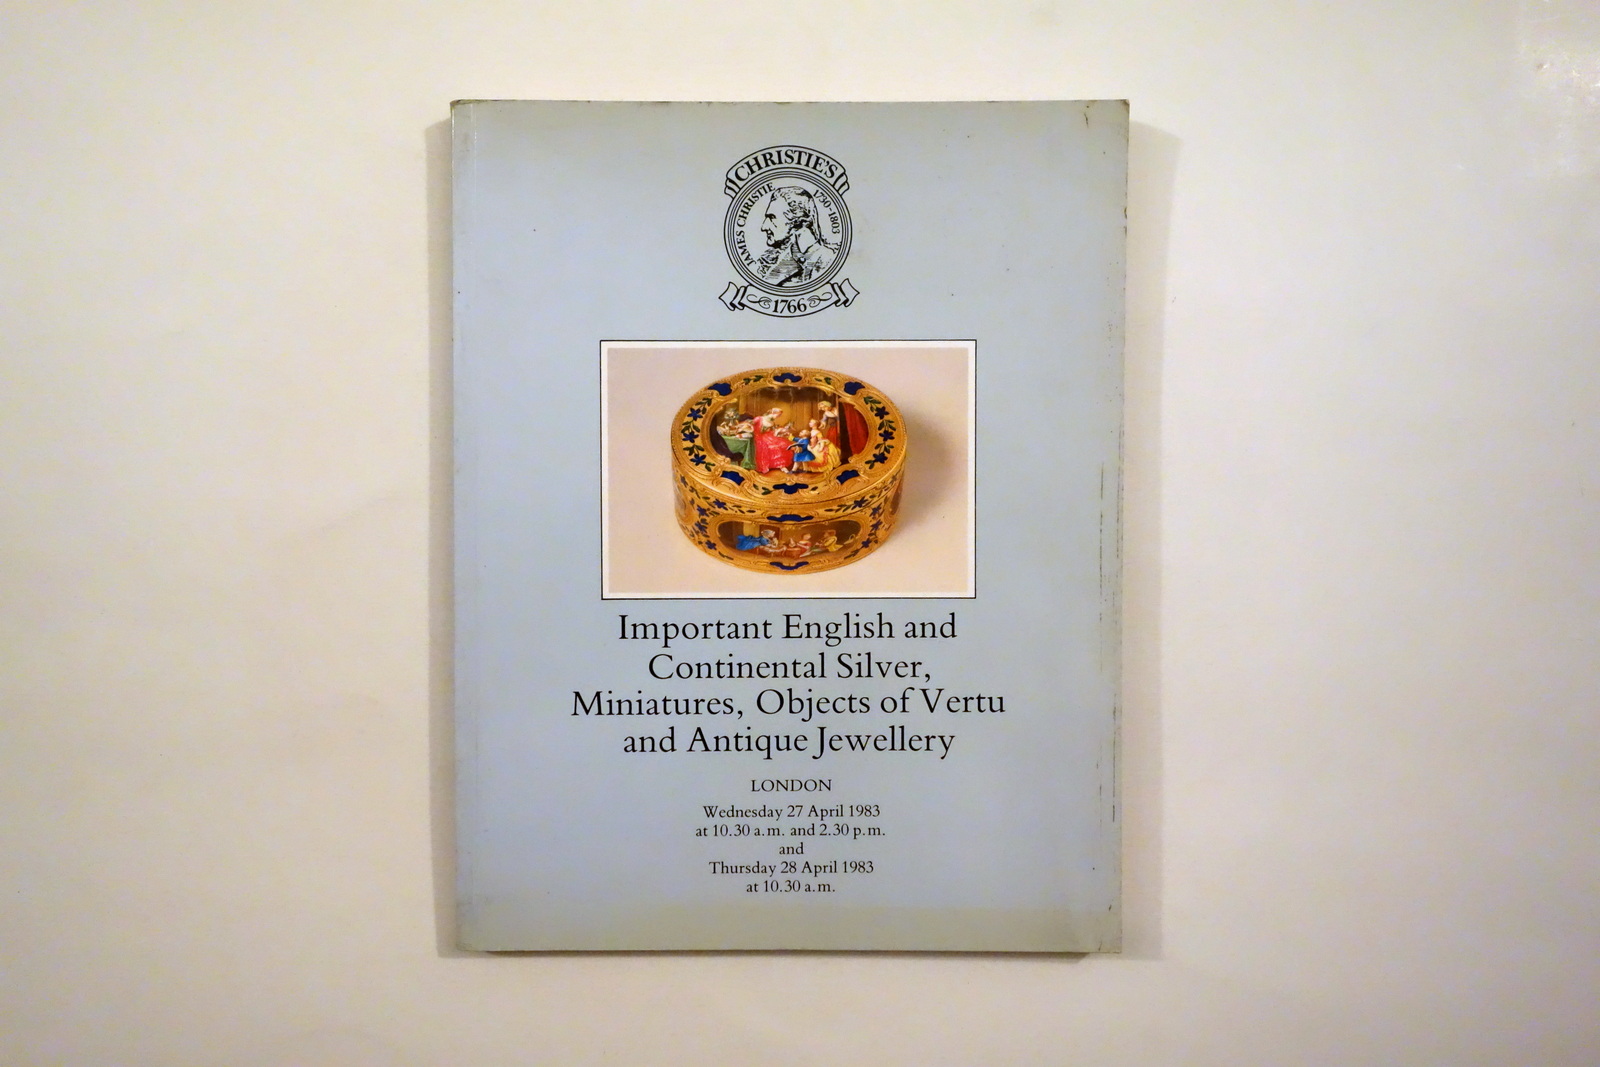 CHRISTIE'S
JAMES CHRISTIE 1730-1803
1766
Important English and
Continental Silver,
Miniatures, Objects of Vertu
and Antique Jewellery
LONDON
Wednesday 27 April 1983
at 10.30 a.m. and 2.30 p.m.
and
Thursday 28 April 1983
at 10.30 a.m.